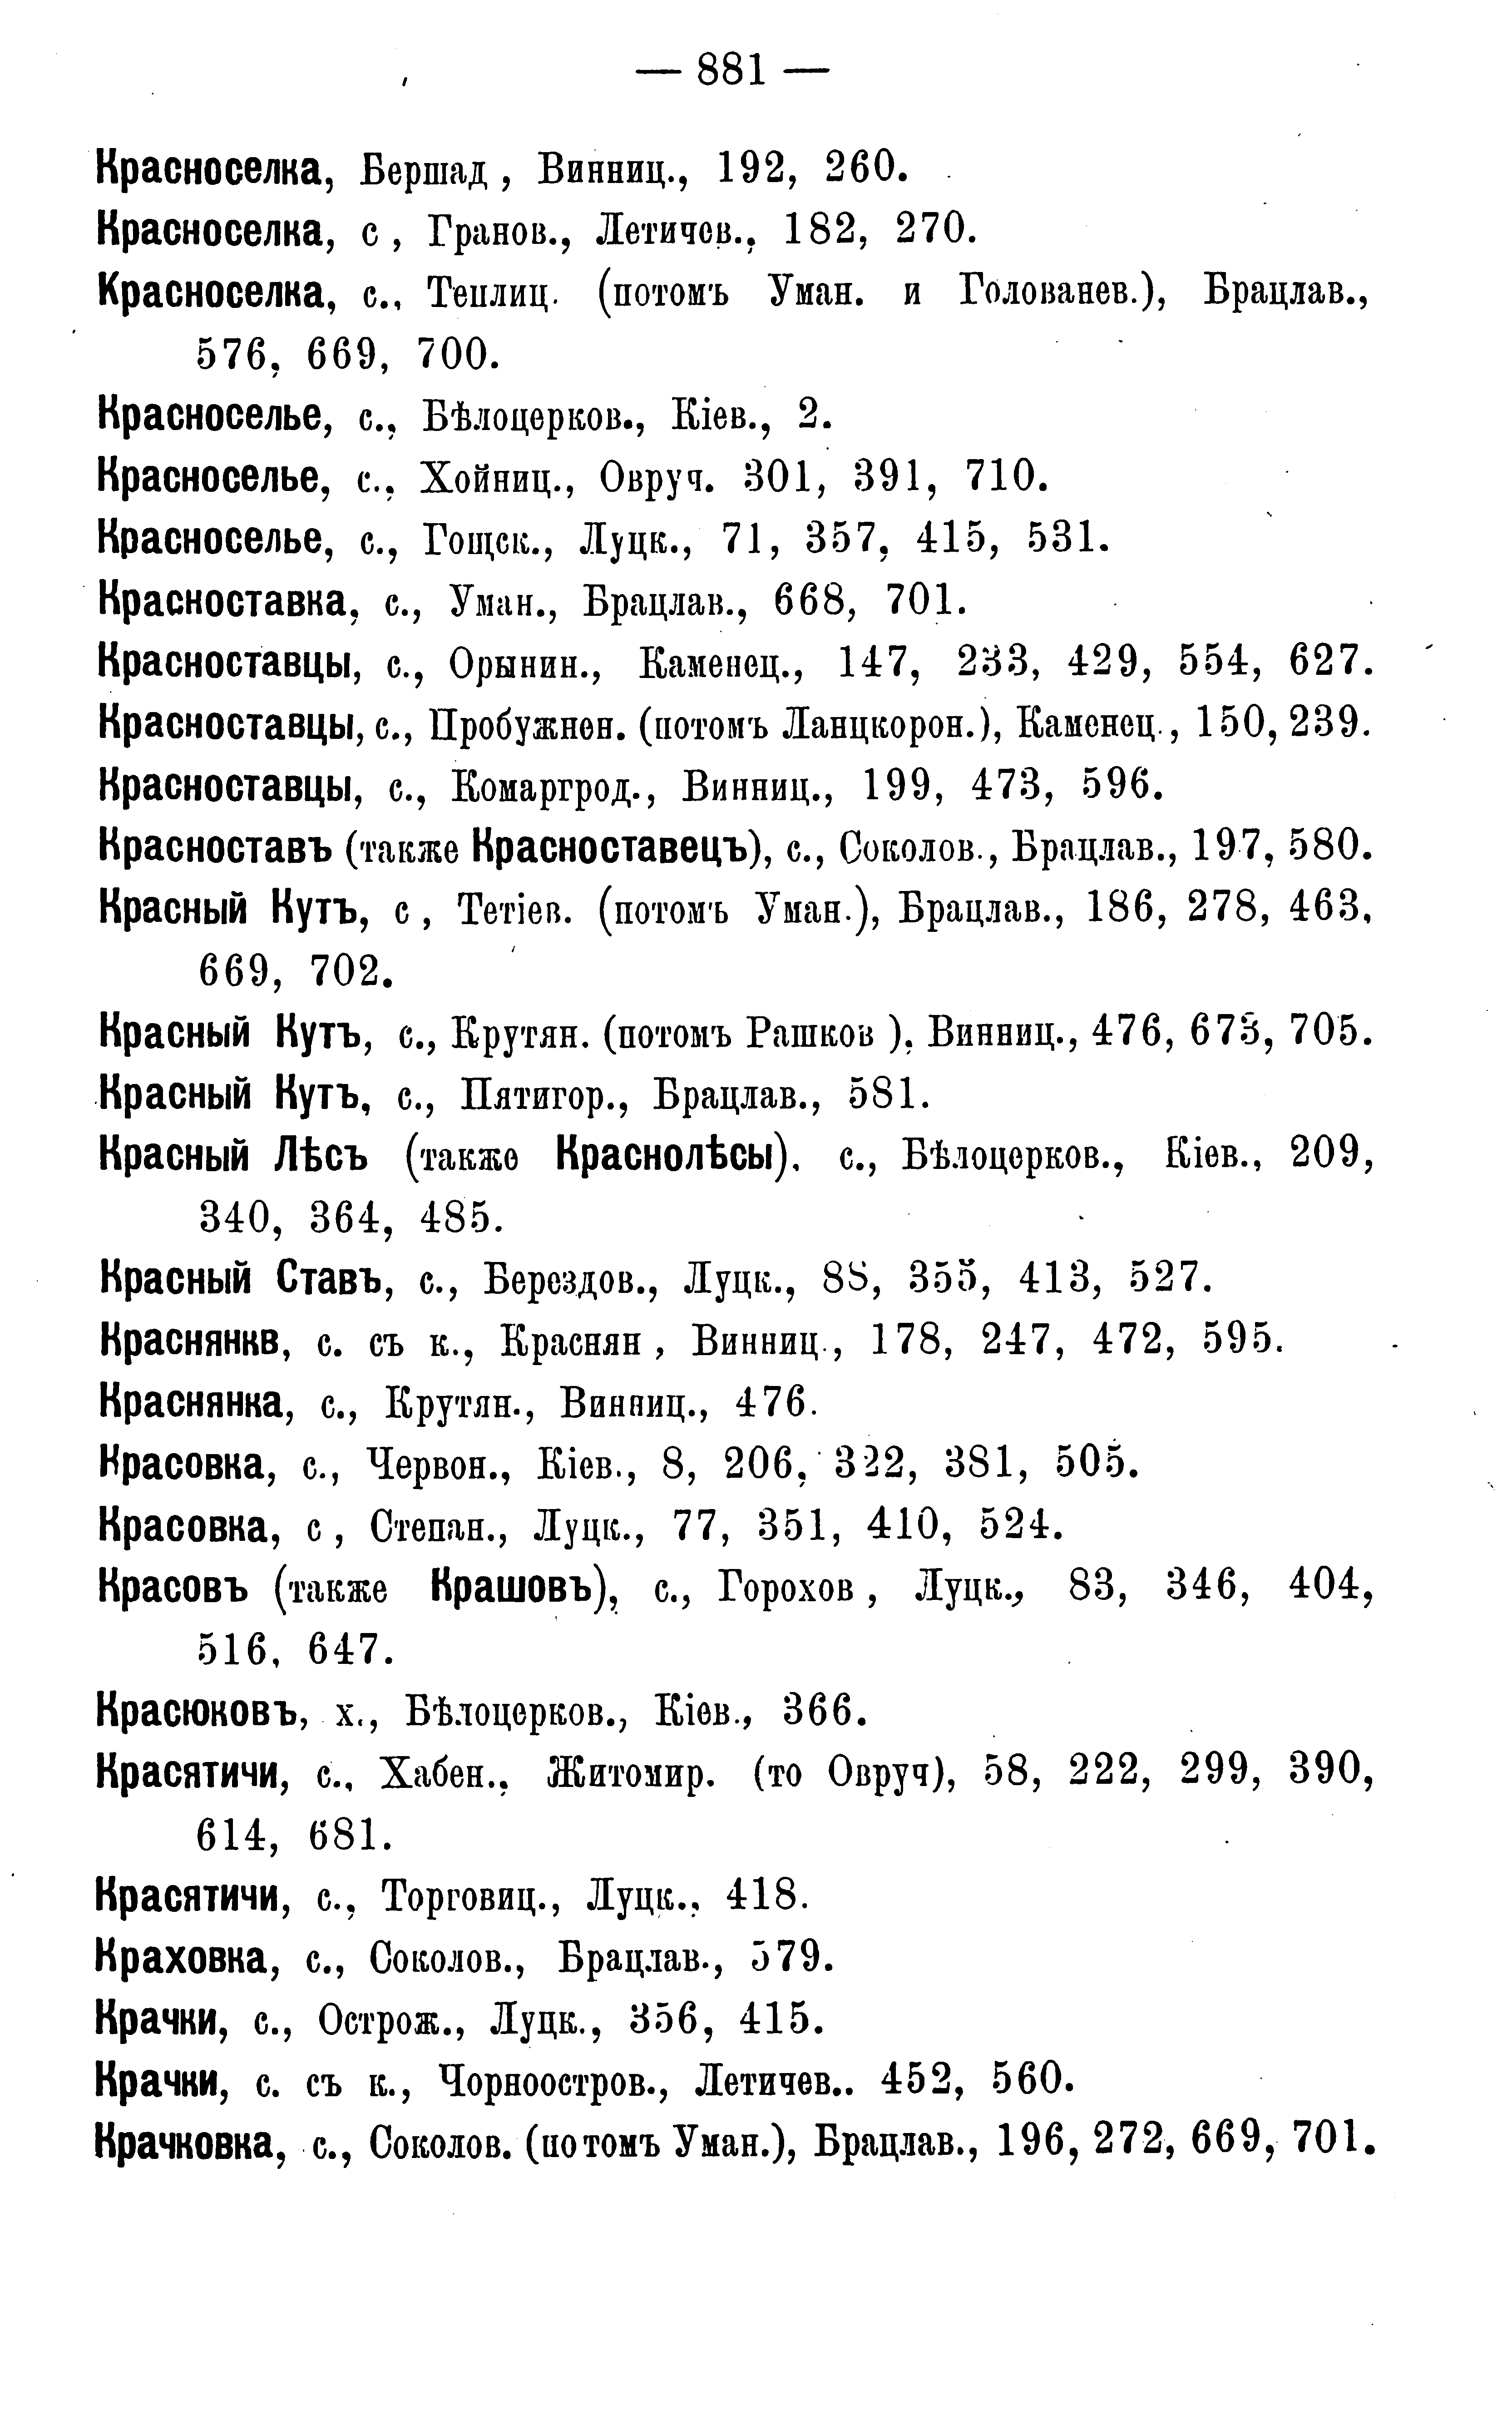 — 881 —
Красноселка, Бершад , Винниц., 192, 260.
Красноселка, с , Гранов., Летичев., 182, 270.
Красноселка, с., Теплиц. (потомъ Уман. и Голованев.), Брацлав.,
576, 669, 700.
Красноселье, с., Бѣлоцерков., Кіев., 2.
Красноселье, с., Хойниц., Овруч. 301, 391, 710.
Красноселье, с., Гощск., Луцк., 71, 357, 415, 531.
Красноставка, с., Уман., Брацлав., 668, 701.
Красноставцы, с., Орынин., Каменец., 147, 233, 429, 554, 627.
Красноставцы, с., Пробужнен. (потомъ Ланцкорон.), Каменец., 150, 239.
Красноставцы, с., Комаргрод., Винниц., 199, 473, 596.
Красноставъ (также Красноставецъ), с., Соколов., Брацлав., 197, 580.
Красный Кутъ, с , Тетіев. (потомъ Уман.), Брацлав., 186, 278, 463,
669, 702.
Красный Кутъ, с., Крутян. (потомъ Рашков ), Винниц., 476, 673, 705.
Красный Кутъ, с., Пятигор., Брацлав., 581.
Красный Лѣсъ (также Краснолѣсы), с., Бѣлоцерков., Кіев., 209,
340, 364, 485.
Красный Ставъ, с., Берездов., Луцк., 88, 355, 413, 527.
Краснянкв, с. съ к., Краснян , Винниц., 178, 247, 472, 595.
Краснянка, с., Крутян., Винниц., 476.
Красовка, с., Червон., Кіев., 8, 206, 322, 381, 505.
Красовка, с , Степан., Луцк., 77, 351, 410, 524.
Красовъ (также Крашовъ), с., Горохов , Луцк., 83, 346, 404,
516, 647.
Красюковъ, х., Бѣлоцерков., Кіев., 366.
Красятичи, с., Хабен., Житомир. (то Овруч), 58, 222, 299, 390,
614, 681.
Красятичи, с., Торговиц., Луцк., 418.
Краховка, с., Соколов., Брацлав., 579.
Крачки, с., Острож., Луцк., 356, 415.
Крачки, с. съ к., Чорноостров., Летичев.. 452, 560.
Крачковка, с., Соколов. (потомъ Уман.), Брацлав., 196, 272, 669, 701.